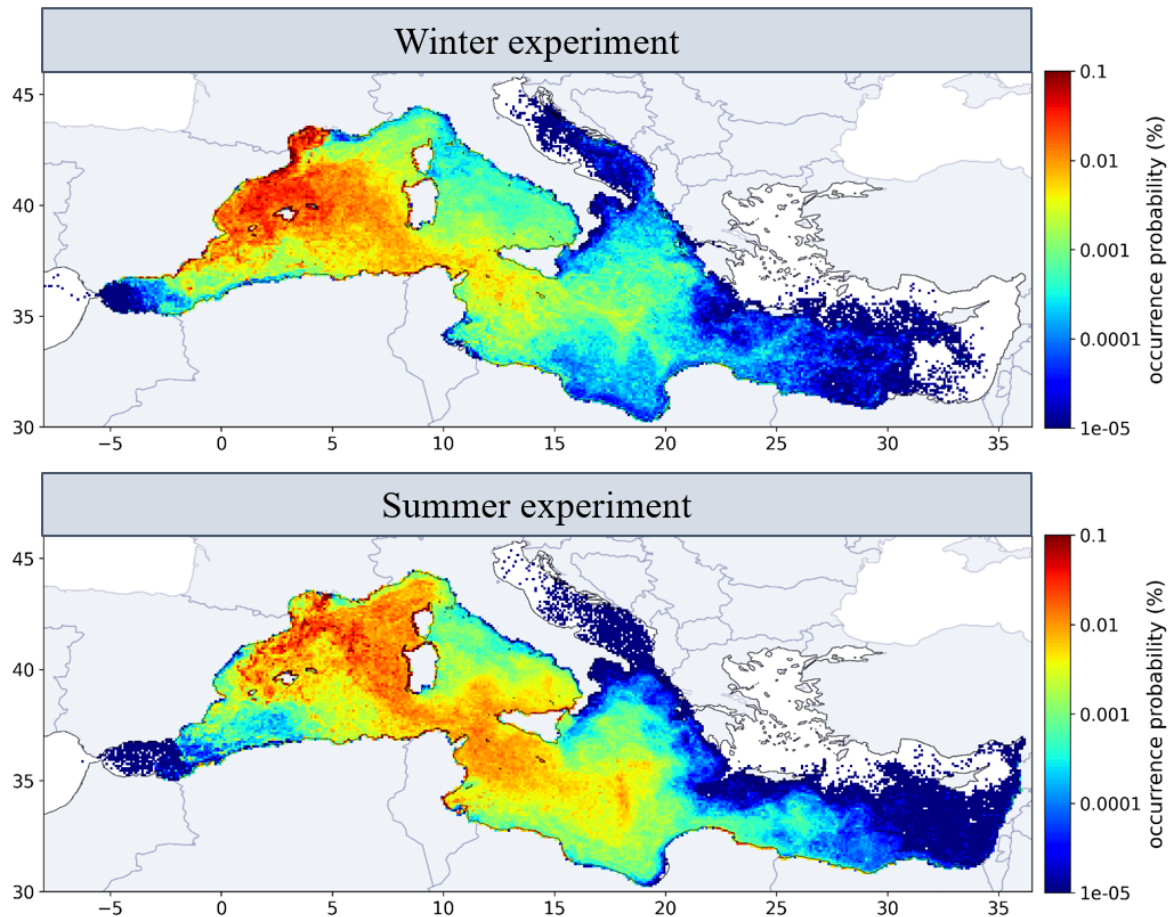 Winter experiment
45
40
35
30
−5 0 5 10 15 20 25 30 35
0.1
0.01
0.001
0.0001
1e-05
occurrence probability (%)
Summer experiment
45
40
35
30
−5 0 5 10 15 20 25 30 35
0.1
0.01
0.001
0.0001
1e-05
occurrence probability (%)